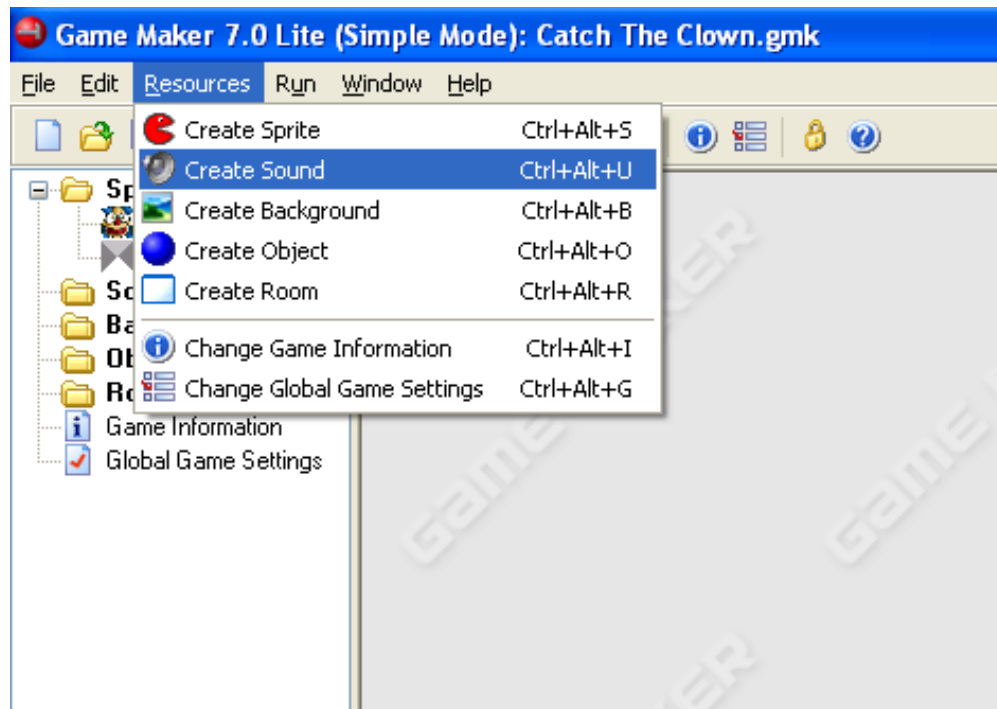 Game Maker 7.0 Lite (Simple Mode): Catch The Clown.gmk
File Edit Resources Run Window Help
Create Sprite Ctrl+Alt+S
Create Sound Ctrl+Alt+U
Create Background Ctrl+Alt+B
Create Object Ctrl+Alt+O
Create Room Ctrl+Alt+R
Change Game Information Ctrl+Alt+I
Change Global Game Settings Ctrl+Alt+G
Game Information
Global Game Settings